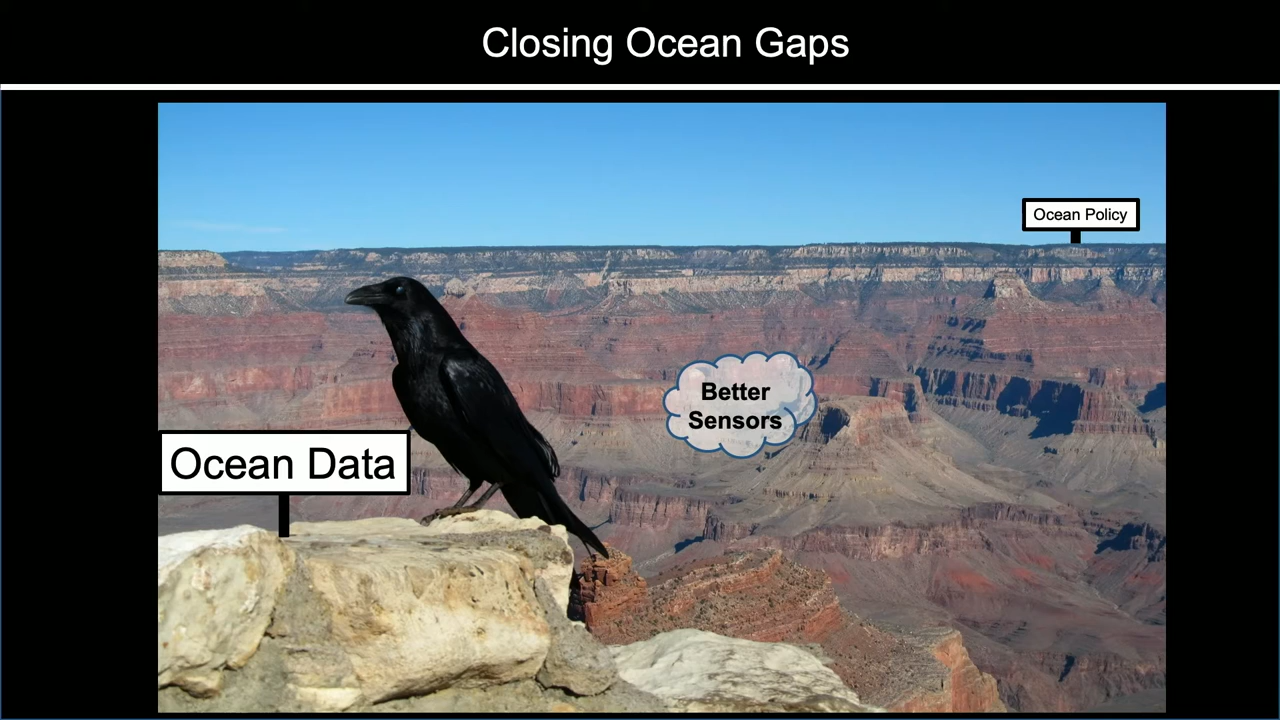 Closing Ocean Gaps
Ocean Policy
Better
Sensors
Ocean Data